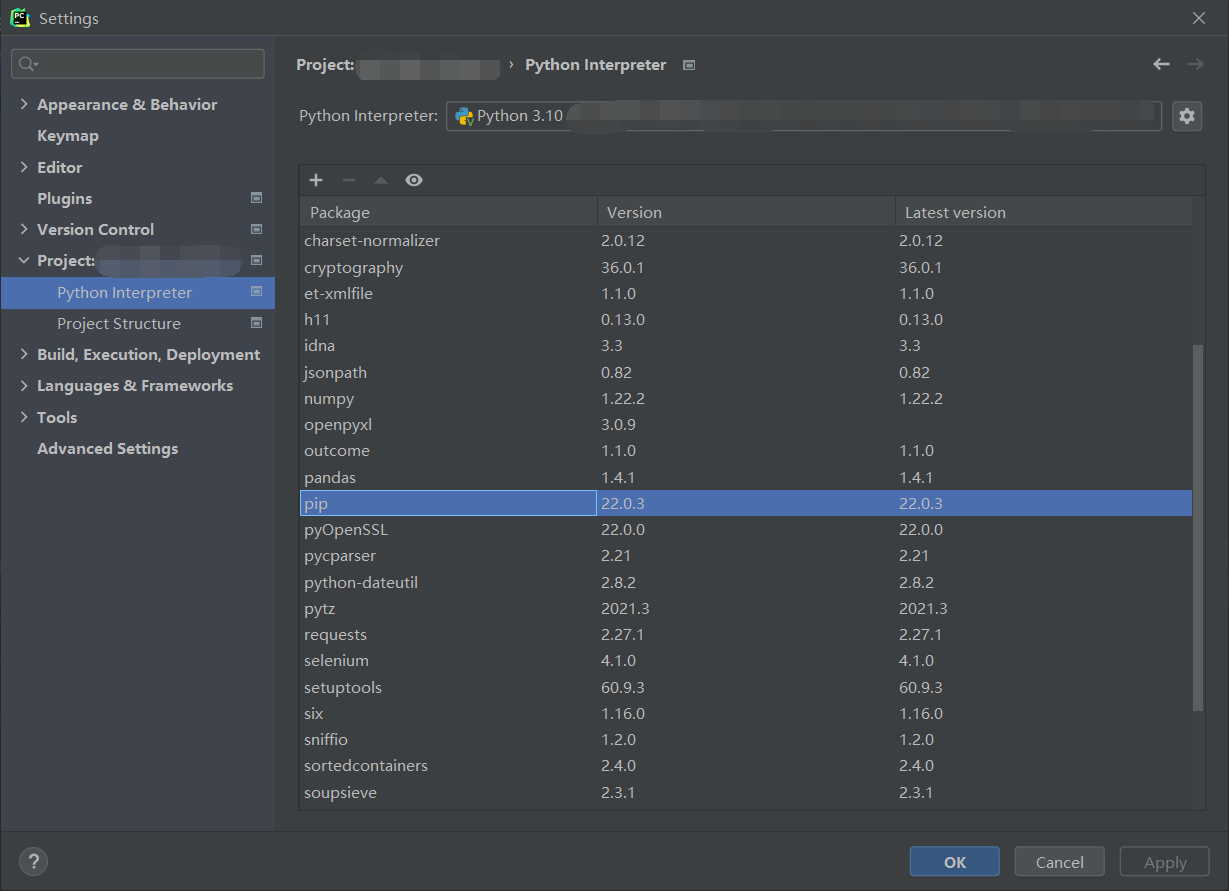 PC Settings
Project: › Python Interpreter
Appearance & Behavior
Keymap
Editor
Plugins
Version Control
Project:
Python Interpreter
Project Structure
Build, Execution, Deployment
Languages & Frameworks
Tools
Advanced Settings
Python Interpreter: Python 3.10
Package Version Latest version
charset-normalizer 2.0.12 2.0.12
cryptography 36.0.1 36.0.1
et-xmlfile 1.1.0 1.1.0
h11 0.13.0 0.13.0
idna 3.3 3.3
jsonpath 0.82 0.82
numpy 1.22.2 1.22.2
openpyxl 3.0.9
outcome 1.1.0 1.1.0
pandas 1.4.1 1.4.1
pip 22.0.3 22.0.3
pyOpenSSL 22.0.0 22.0.0
pycparser 2.21 2.21
python-dateutil 2.8.2 2.8.2
pytz 2021.3 2021.3
requests 2.27.1 2.27.1
selenium 4.1.0 4.1.0
setuptools 60.9.3 60.9.3
six 1.16.0 1.16.0
sniffio 1.2.0 1.2.0
sortedcontainers 2.4.0 2.4.0
soupsieve 2.3.1 2.3.1
? OK Cancel Apply